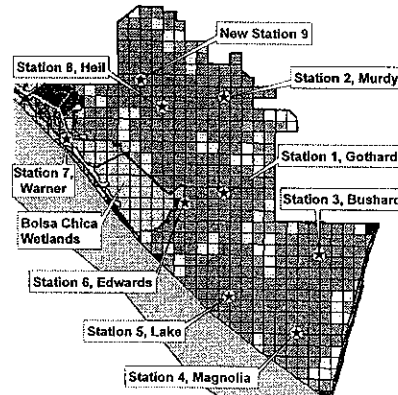 New Station 9
Station 8, Heil
Station 2, Murdy
Station 7,
Warner
Station 1, Gothard
Station 3, Bushard
Bolsa Chica
Wetlands
Station 6, Edwards
Station 5, Lake
Station 4, Magnolia